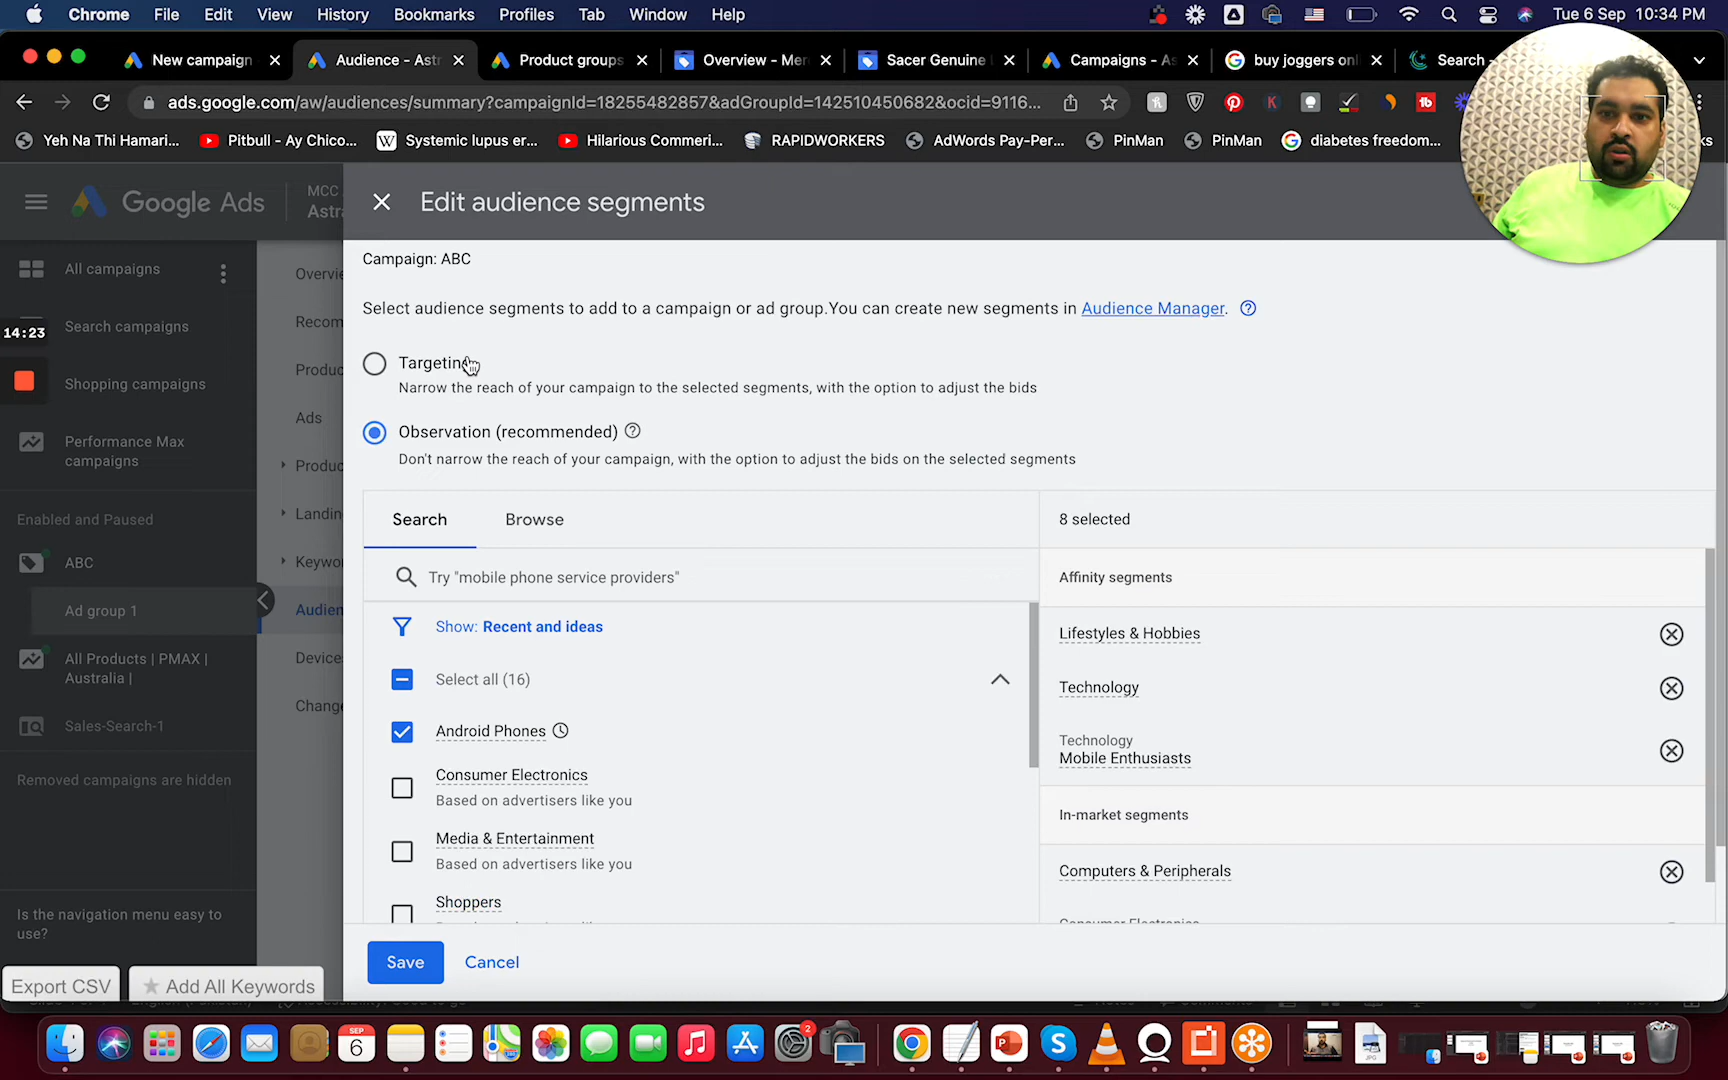 Chrome File Edit View History Bookmarks Profiles Tab Window Help Tue 6 Sep 10:34 PM
New campaign Audience - Astr Product groups Overview - Mer Sacer Genuine Campaigns - As buy joggers onl Search -
ads.google.com/aw/audiences/summary?campaignId=18255482857&adGroupId=142510450682&ocid=9116...
Yeh Na Thi Hamari... Pitbull - Ay Chico... Systemic lupus er... Hilarious Commeri... RAPIDWORKERS AdWords Pay-Per... PinMan PinMan diabetes freedom...
Google Ads
MCC
Astra
Edit audience segments
All campaigns
Search campaigns
14:23
Shopping campaigns
Performance Max
campaigns
Enabled and Paused
ABC
Ad group 1
All Products | PMAX |
Australia |
Sales-Search-1
Removed campaigns are hidden
Is the navigation menu easy to
use?
Export CSV
Add All Keywords
Overvie
Recom
Produc
Ads
Produc
Landin
Keywo
Audien
Device
Change
Campaign: ABC
Select audience segments to add to a campaign or ad group.You can create new segments in Audience Manager.
Targeting
Narrow the reach of your campaign to the selected segments, with the option to adjust the bids
Observation (recommended)
Don't narrow the reach of your campaign, with the option to adjust the bids on the selected segments
Search Browse
Try "mobile phone service providers"
Show: Recent and ideas
Select all (16)
Android Phones
Consumer Electronics
Based on advertisers like you
Media & Entertainment
Based on advertisers like you
Shoppers
8 selected
Affinity segments
Lifestyles & Hobbies
Technology
Technology
Mobile Enthusiasts
In-market segments
Computers & Peripherals
Consumer Electronics
Save Cancel
SEP
6
2
JPG